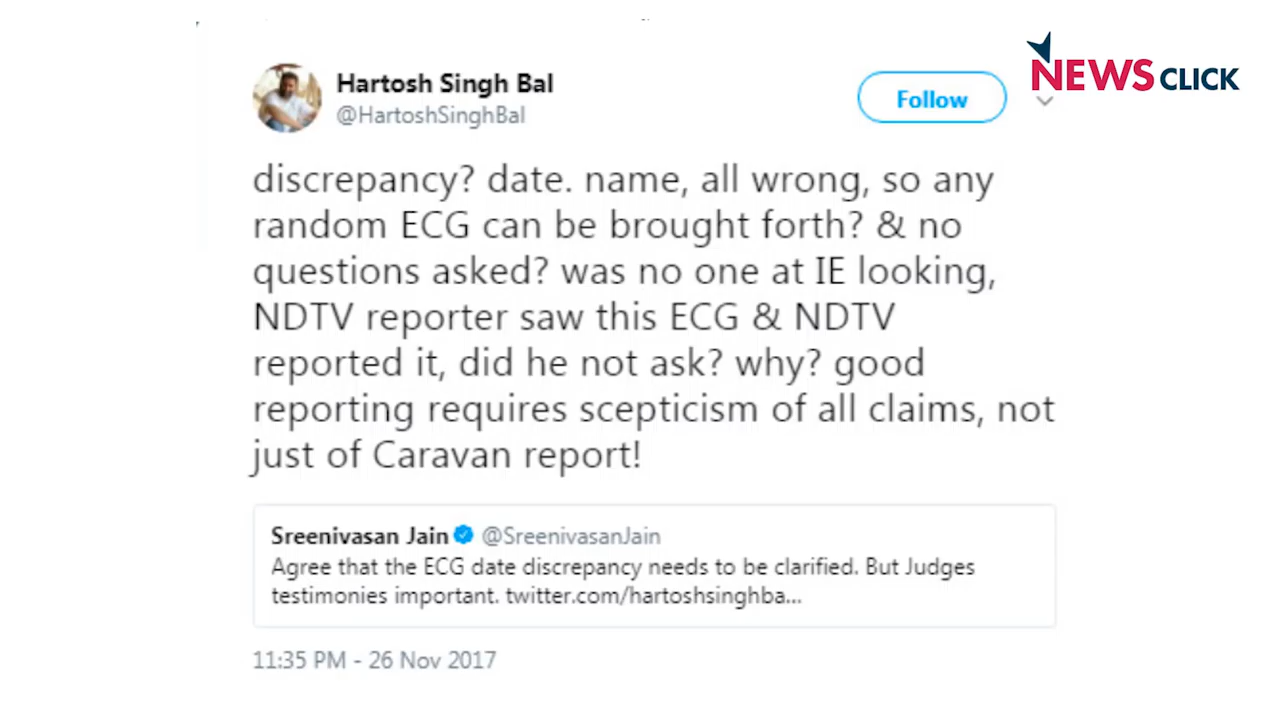 Hartosh Singh Bal
@HartoshSinghBal
Follow
NEWS CLICK
discrepancy? date. name, all wrong, so any
random ECG can be brought forth? & no
questions asked? was no one at IE looking,
NDTV reporter saw this ECG & NDTV
reported it, did he not ask? why? good
reporting requires scepticism of all claims, not
just of Caravan report!
Sreenivasan Jain @SreenivasanJain
Agree that the ECG date discrepancy needs to be clarified. But Judges
testimonies important. twitter.com/hartoshsinghba...
11:35 PM - 26 Nov 2017